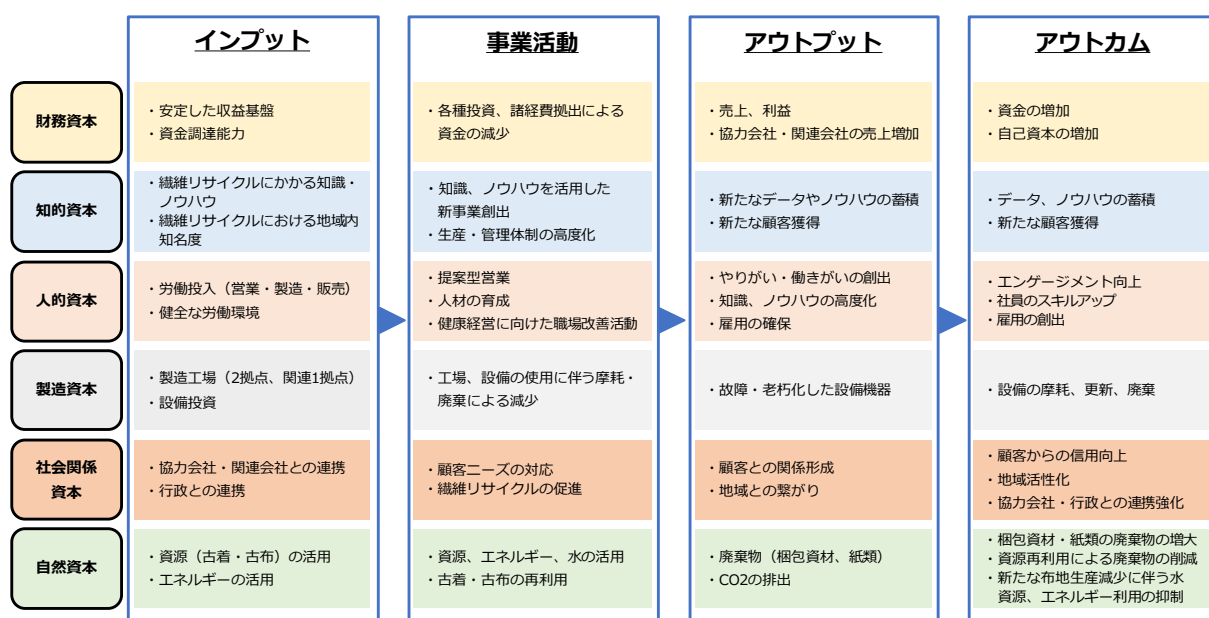 インプット
事業活動
アウトプット
アウトカム
財務資本
・安定した収益基盤
・資金調達能力
・各種投資、諸経費拠出による
資金の減少
・売上、利益
・協力会社・関連会社の売上増加
・資金の増加
・自己資本の増加
知的資本
・繊維リサイクルにかかる知識・
ノウハウ
・繊維リサイクルにおける地域内
知名度
・知識、ノウハウを活用した
新事業創出
・生産・管理体制の高度化
・新たなデータやノウハウの蓄積
・新たな顧客獲得
・データ、ノウハウの蓄積
・新たな顧客獲得
人的資本
・労働投入（営業・製造・販売）
・健全な労働環境
・提案型営業
・人材の育成
・健康経営に向けた職場改善活動
・やりがい・働きがいの創出
・知識、ノウハウの高度化
・雇用の確保
・エンゲージメント向上
・社員のスキルアップ
・雇用の創出
製造資本
・製造工場（2拠点、関連1拠点）
・設備投資
・工場、設備の使用に伴う摩耗・
廃棄による減少
・故障・老朽化した設備機器
・設備の摩耗、更新、廃棄
社会関係
資本
・協力会社・関連会社との連携
・行政との連携
・顧客ニーズの対応
・繊維リサイクルの促進
・顧客との関係形成
・地域との繋がり
・顧客からの信用向上
・地域活性化
・協力会社・行政との連携強化
自然資本
・資源（古着・古布）の活用
・エネルギーの活用
・資源、エネルギー、水の活用
・古着・古布の再利用
・廃棄物（梱包資材、紙類）
・CO2の排出
・梱包資材・紙類の廃棄物の増大
・資源再利用による廃棄物の削減
・新たな布地生産減少に伴う水
資源、エネルギー利用の抑制